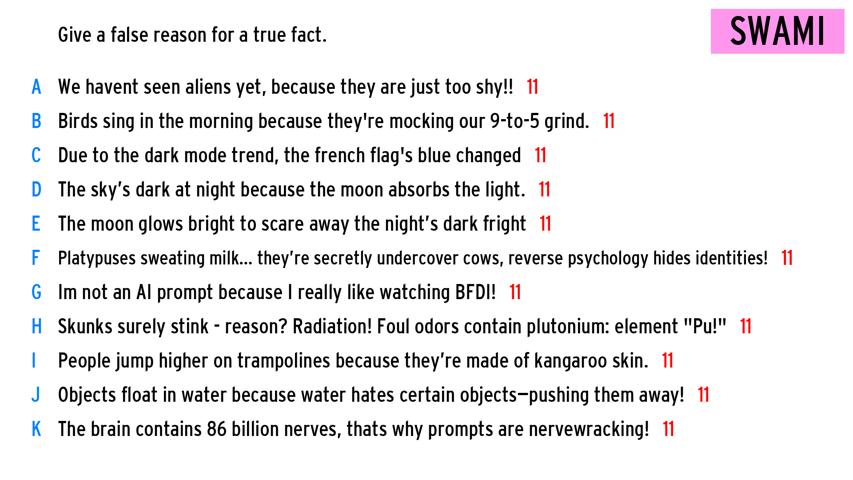 Give a false reason for a true fact.
SWAMI
A We havent seen aliens yet, because they are just too shy!! 11
B Birds sing in the morning because they're mocking our 9-to-5 grind. 11
C Due to the dark mode trend, the french flag's blue changed 11
D The sky’s dark at night because the moon absorbs the light. 11
E The moon glows bright to scare away the night’s dark fright 11
F Platypuses sweating milk... they’re secretly undercover cows, reverse psychology hides identities! 11
G Im not an AI prompt because I really like watching BFDI! 11
H Skunks surely stink - reason? Radiation! Foul odors contain plutonium: element "Pu!" 11
I People jump higher on trampolines because they’re made of kangaroo skin. 11
J Objects float in water because water hates certain objects—pushing them away! 11
K The brain contains 86 billion nerves, thats why prompts are nervewracking! 11